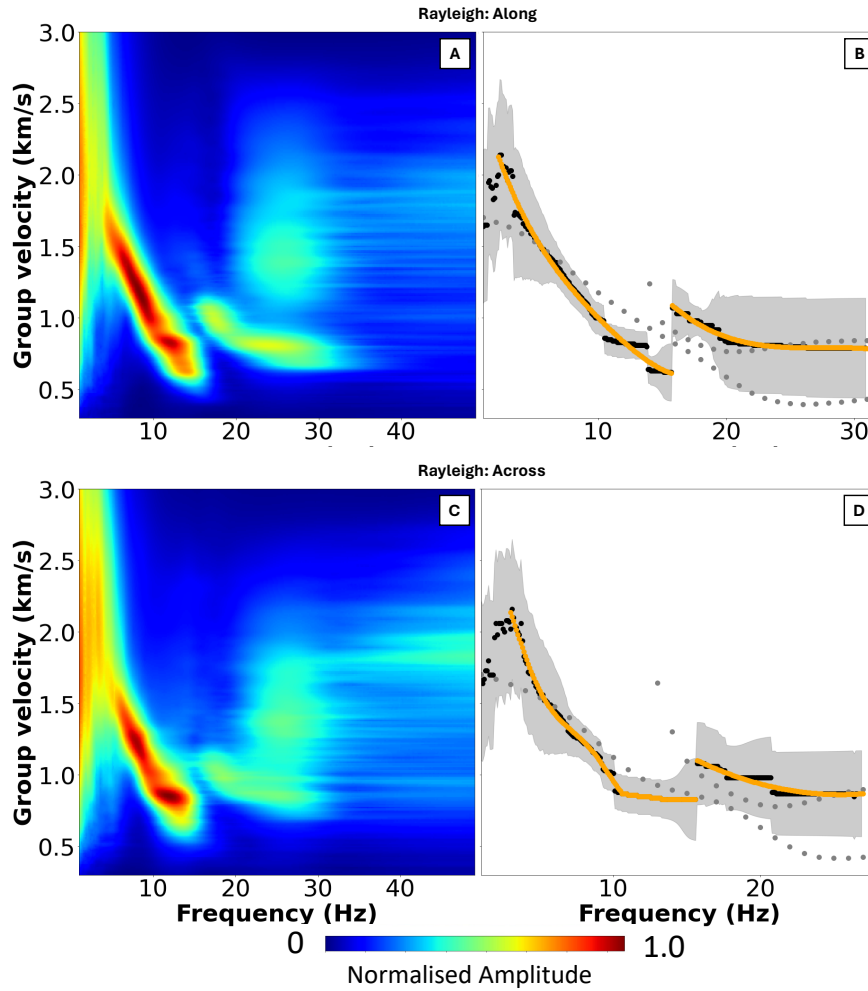 Rayleigh: Along
3.0
A
B
2.5
2.0
1.5
1.0
0.5
Group velocity (km/s)
10 20 30 40
10 20 30
Rayleigh: Across
3.0
C
D
2.5
2.0
1.5
1.0
0.5
Group velocity (km/s)
10 20 30 40
10 20
Frequency (Hz)
Frequency (Hz)
0 1.0
Normalised Amplitude